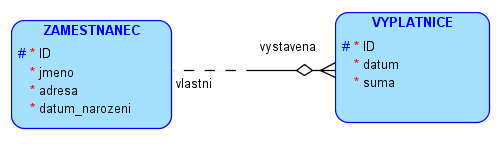 ZAMESTNANEC
# * ID
* jmeno
* adresa
* datum_narozeni
vlastni
vystavena
VYPLATNICE
# * ID
* datum
* suma